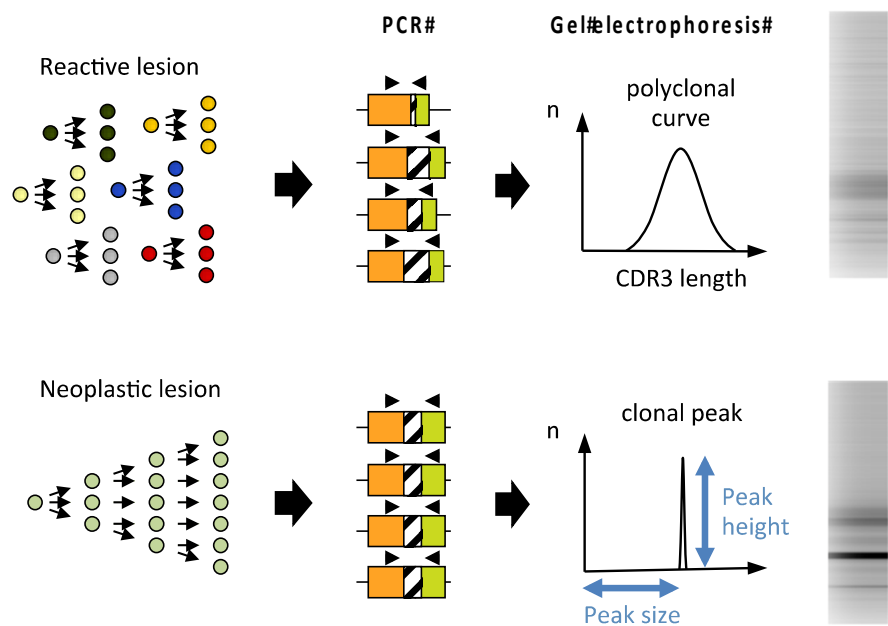 PCR#
Gel#electrophoresis#
Reactive lesion
polyclonal
curve
n
CDR3 length
Neoplastic lesion
clonal peak
n
Peak
height
Peak size